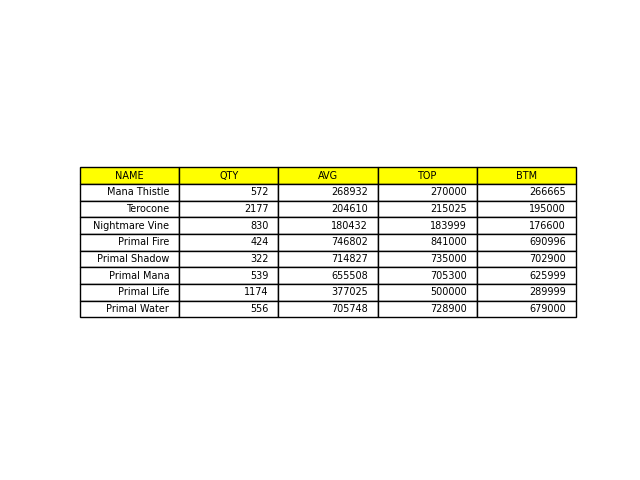 NAME QTY AVG TOP BTM
Mana Thistle 572 268932 270000 266665
Terocone 2177 204610 215025 195000
Nightmare Vine 830 180432 183999 176600
Primal Fire 424 746802 841000 690996
Primal Shadow 322 714827 735000 702900
Primal Mana 539 655508 705300 625999
Primal Life 1174 377025 500000 289999
Primal Water 556 705748 728900 679000